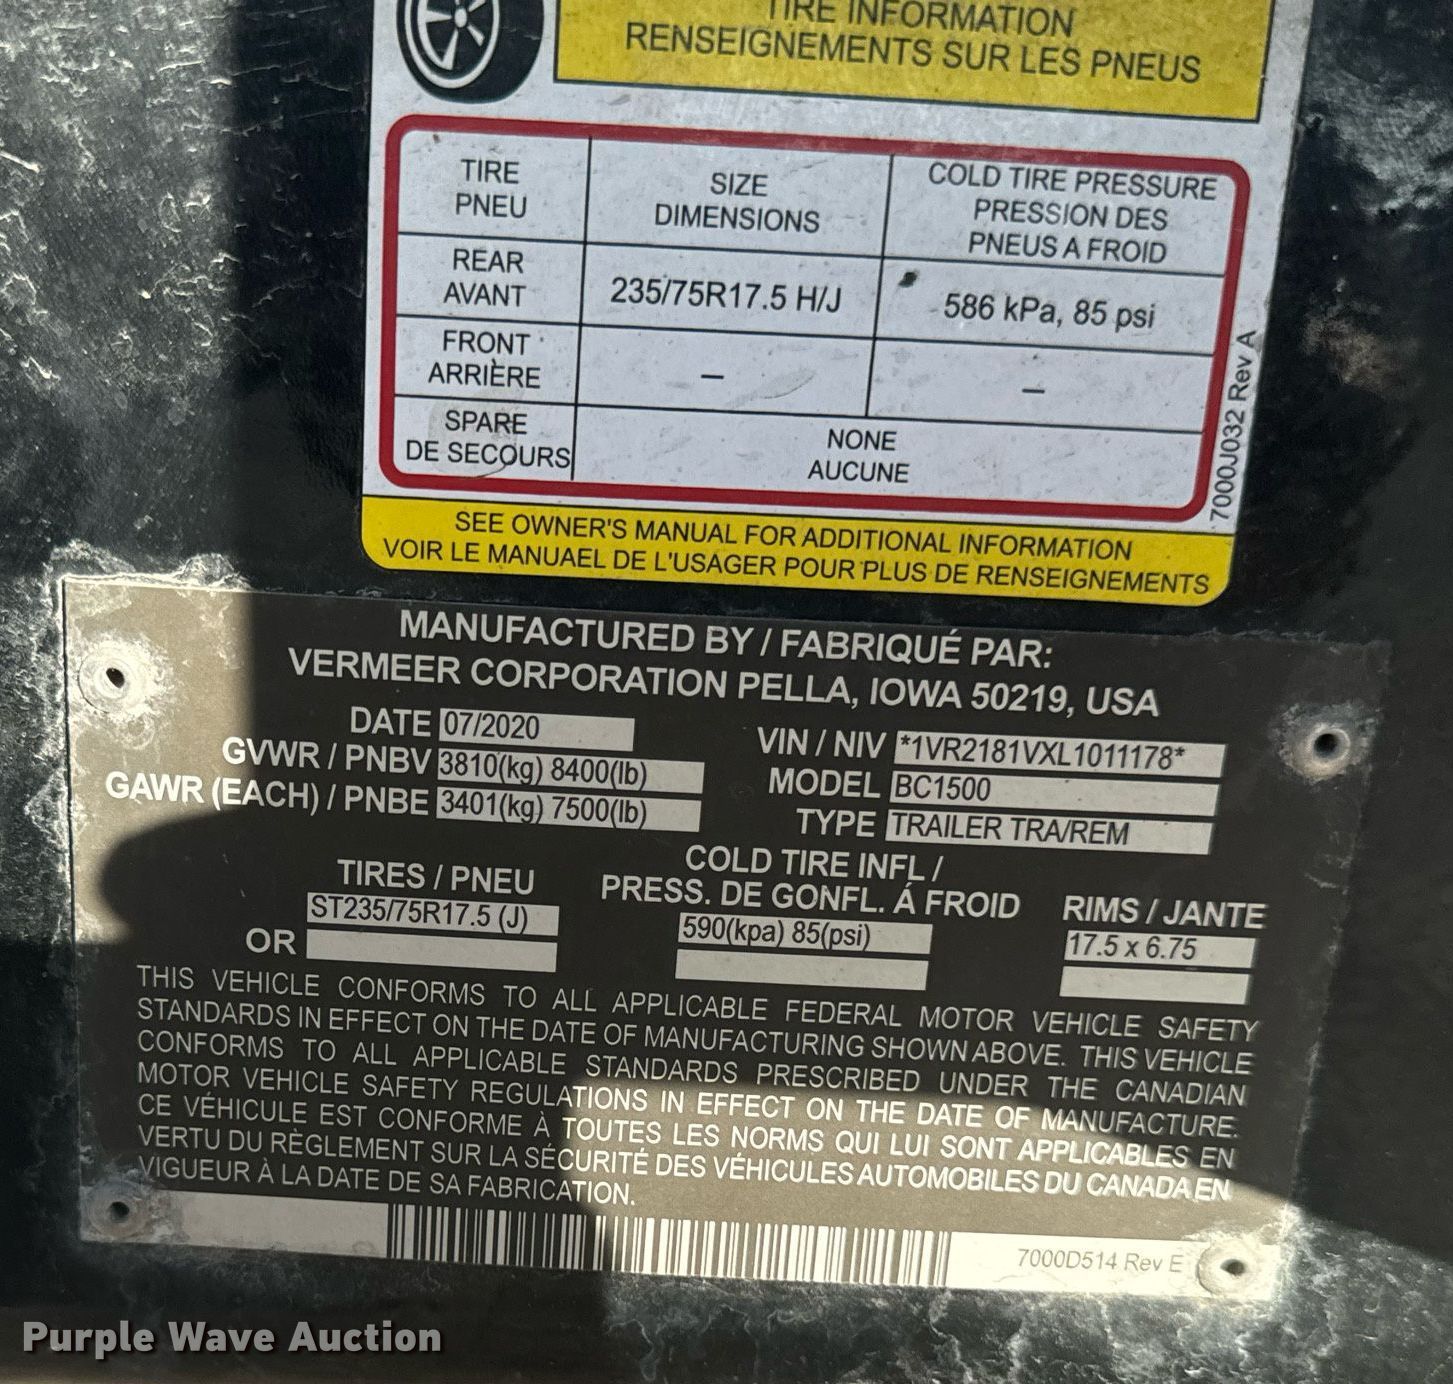 TIRE INFORMATION
RENSEIGNEMENTS SUR LES PNEUS
TIRE
PNEU
SIZE
DIMENSIONS
COLD TIRE PRESSURE
PRESSION DES
PNEUS A FROID
REAR
AVANT
235/75R17.5 H/J
586 kPa, 85 psi
FRONT
ARRIÈRE
–
–
SPARE
DE SECOURS
NONE
AUCUNE
7000J032 Rev A
SEE OWNER'S MANUAL FOR ADDITIONAL INFORMATION
VOIR LE MANUAEL DE L'USAGER POUR PLUS DE RENSEIGNEMENTS
MANUFACTURED BY / FABRIQUÉ PAR:
VERMEER CORPORATION PELLA, IOWA 50219, USA
DATE 07/2020
VIN / NIV *1VR2181VXL1011178*
GVWR / PNBV 3810(kg) 8400(lb)
MODEL BC1500
GAWR (EACH) / PNBE 3401(kg) 7500(lb)
TYPE TRAILER TRA/REM
TIRES / PNEU
ST235/75R17.5 (J)
OR
COLD TIRE INFL /
PRESS. DE GONFL. Á FROID
590(kpa) 85(psi)
RIMS / JANTE
17.5 x 6.75
THIS VEHICLE CONFORMS TO ALL APPLICABLE FEDERAL MOTOR VEHICLE SAFETY
STANDARDS IN EFFECT ON THE DATE OF MANUFACTURING SHOWN ABOVE. THIS VEHICLE
CONFORMS TO ALL APPLICABLE STANDARDS PRESCRIBED UNDER THE CANADIAN
MOTOR VEHICLE SAFETY REGULATIONS IN EFFECT ON THE DATE OF MANUFACTURE.
CE VÉHICULE EST CONFORME À TOUTES LES NORMS QUI LUI SONT APPLICABLES EN
VERTU DU RÈGLEMENT SUR LA SÉCURITÉ DES VÉHICULES AUTOMOBILES DU CANADA EN
VIGUEUR À LA DATE DE SA FABRICATION.
7000D514 Rev E
Purple Wave Auction